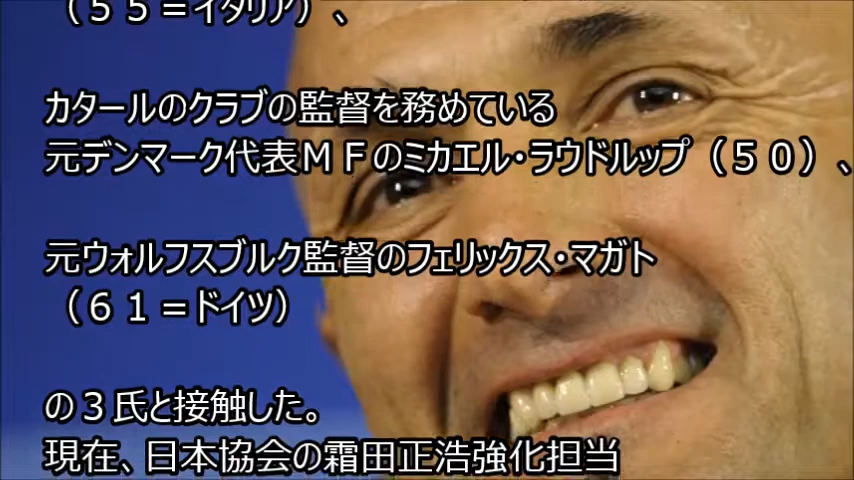 （５５＝イタリア）、
カタールのクラブの監督を務めている
元デンマーク代表ＭＦのミカエル・ラウドルップ（５０）、
元ウォルフスブルク監督のフェリックス・マガト
（６１＝ドイツ）
の３氏と接触した。
現在、日本協会の霜田正浩強化担当